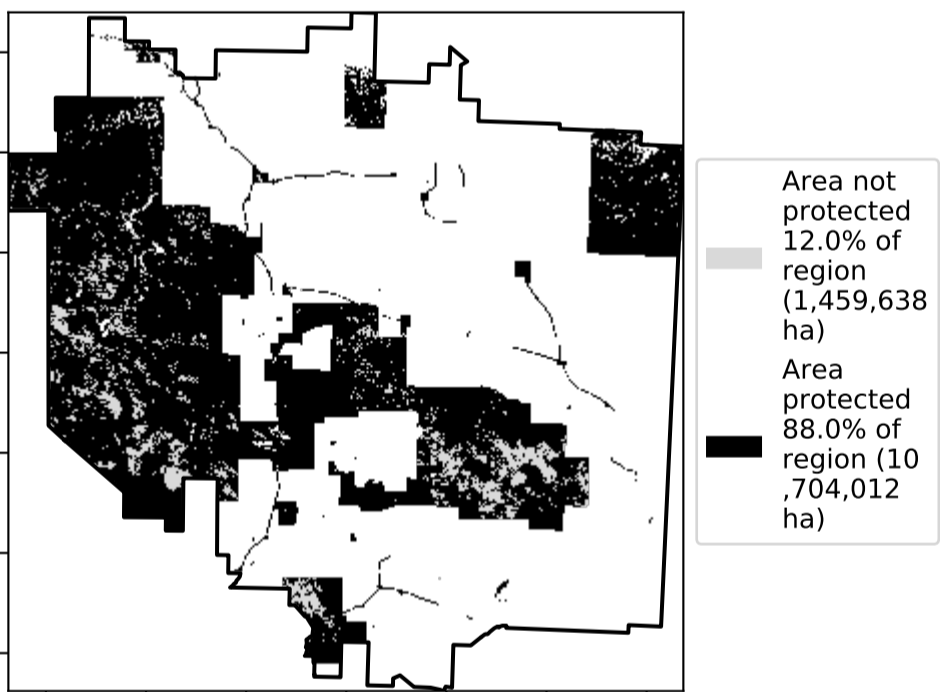 Area not
protected
12.0% of
region
(1,459,638
ha)
Area
protected
88.0% of
region (10
,704,012
ha)